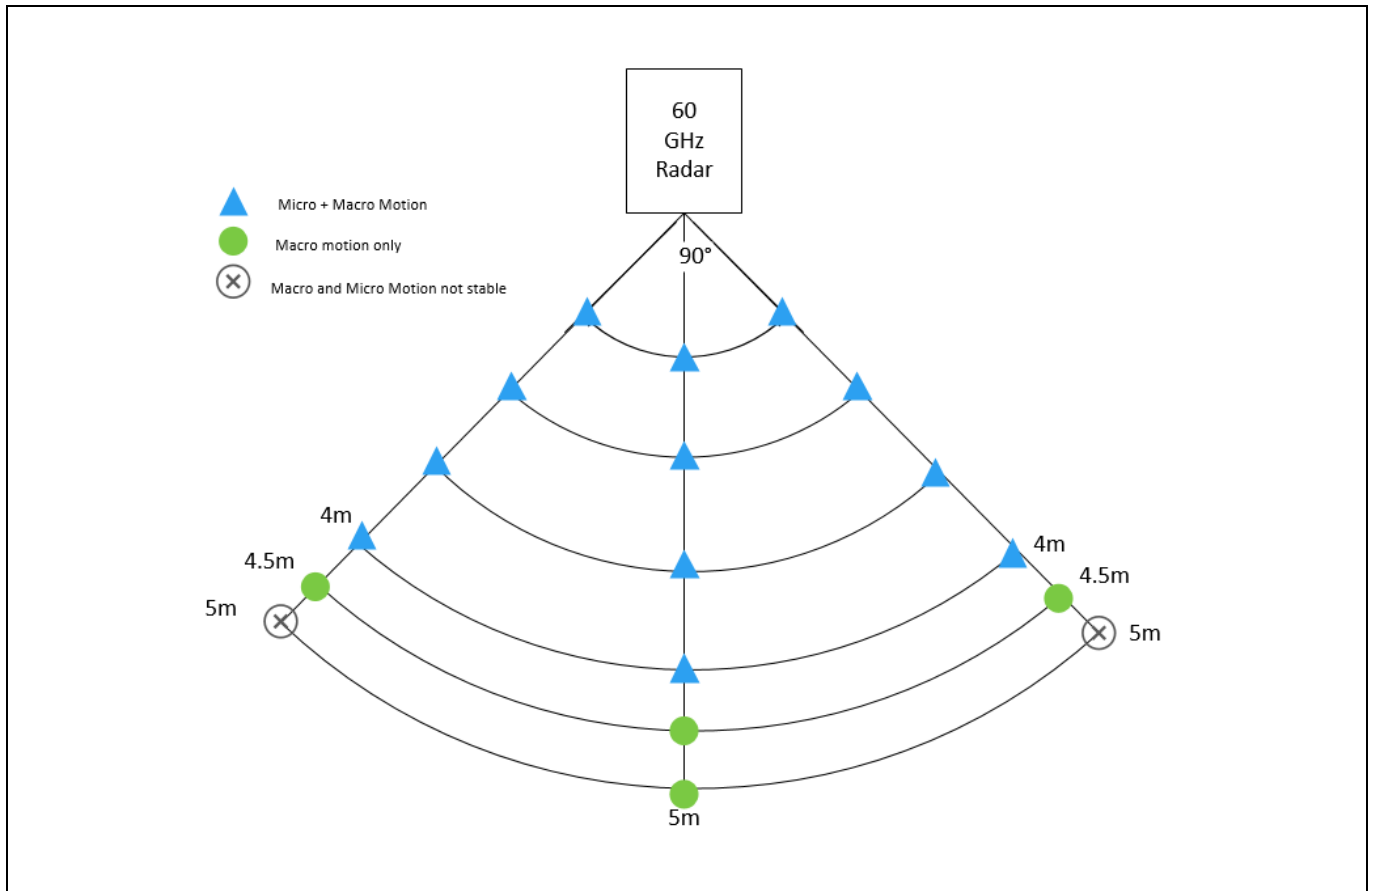 60
GHz
Radar
Micro + Macro Motion
Macro motion only
Macro and Micro Motion not stable
90°
4m
4.5m
5m
4m
4.5m
5m
5m